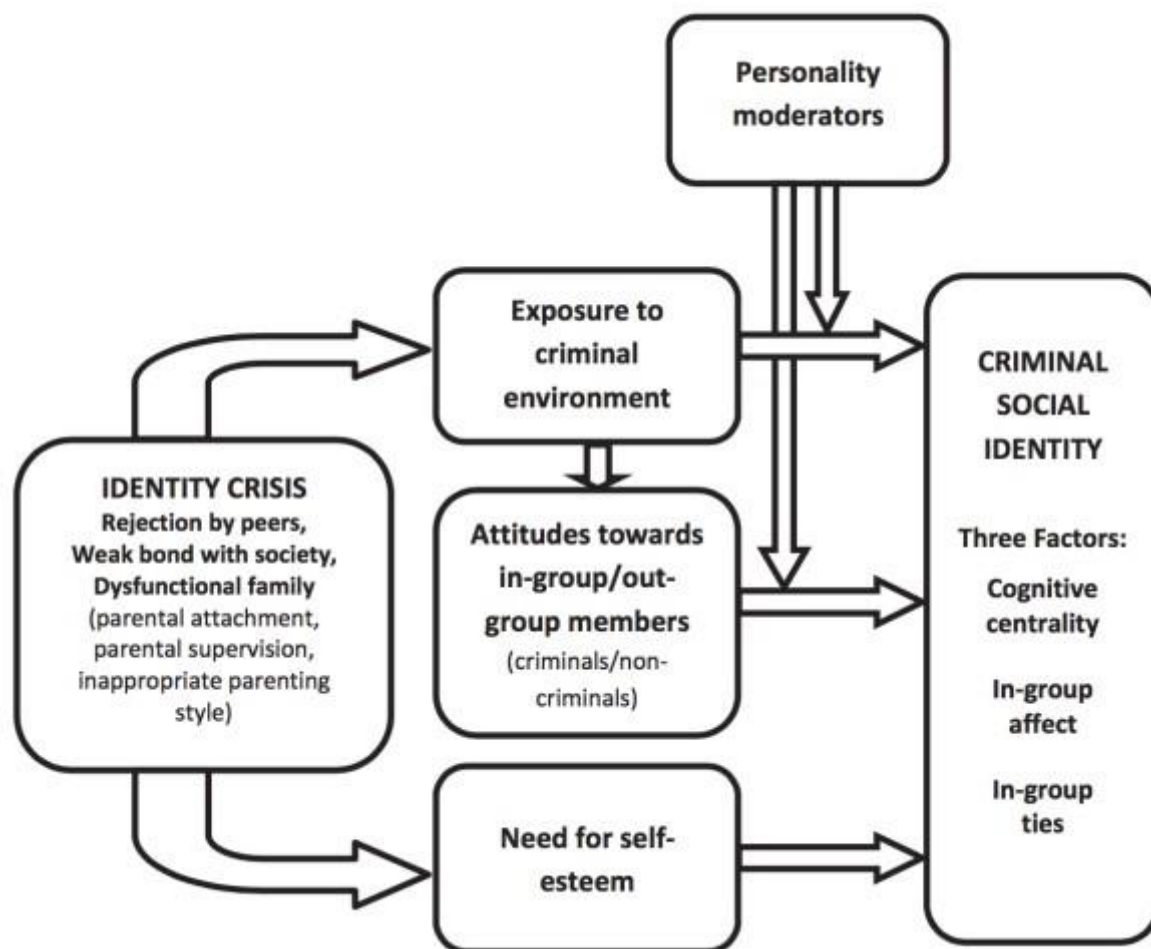 Personality
moderators
Exposure to
criminal
environment
IDENTITY CRISIS
Rejection by peers,
Weak bond with society,
Dysfunctional family
(parental attachment,
parental supervision,
inappropriate parenting
style)
Attitudes towards
in-group/out-
group members
(criminals/non-
criminals)
Need for self-
esteem
CRIMINAL
SOCIAL
IDENTITY
Three Factors:
Cognitive
centrality
In-group
affect
In-group
ties